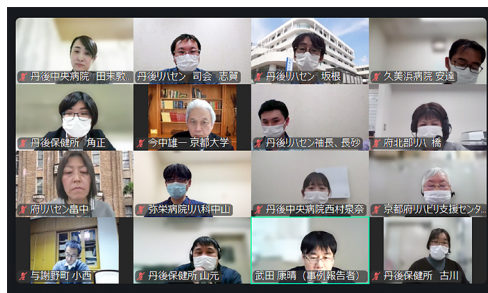 丹後中央病院 田末敷
丹後リハセン 司会 志賀
丹後リハセン 坂根
久美浜病院 安達
丹後保健所 角正
今中雄一 京都大学
丹後リハセン袖長、長砂
府北部リハ 橋
府リハセン畠中
弥栄病院リハ科中山
丹後中央病院西村泉奈
京都府リハビリ支援センタ...
与謝野町 小西
丹後保健所 山元
武田 康晴（事例報告者）
丹後保健所 古川